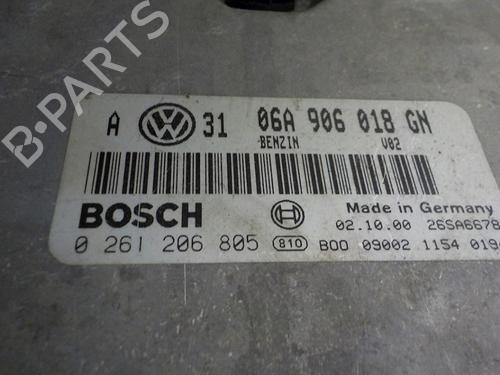 A VW 31 06A 906 018 GN
BENZIN V02
BOSCH
Made in Germany
02.10.00 26SA6678
0 261 206 805 810 B00 09002 1154 019
B-PARTS